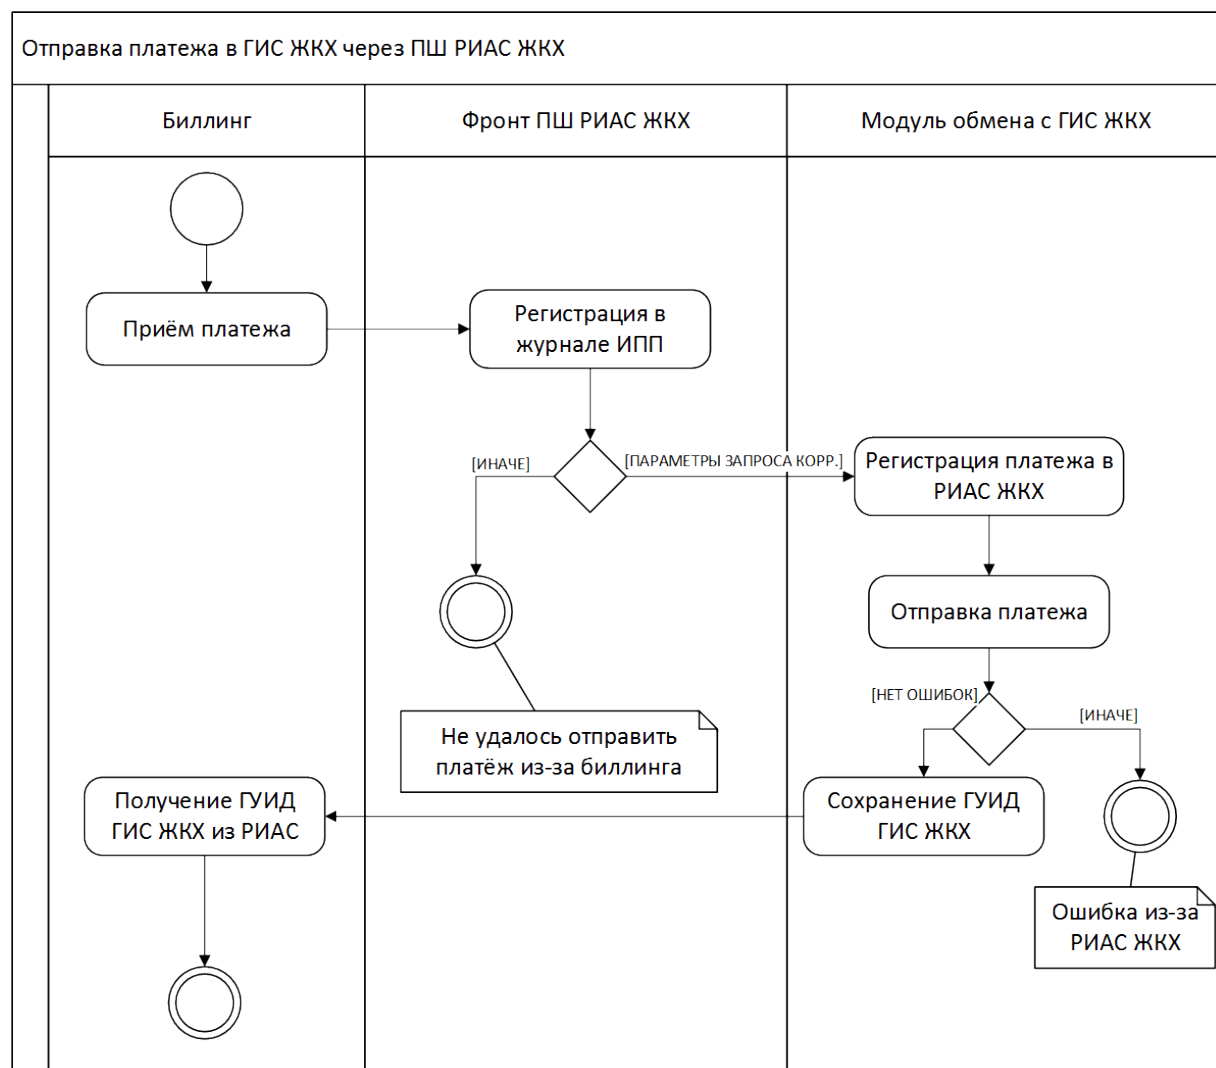 Отправка платежа в ГИС ЖКХ через ПШ РИАС ЖКХ
Биллинг
Фронт ПШ РИАС ЖКХ
Модуль обмена с ГИС ЖКХ
Приём платежа
Регистрация в
журнале ИПП
[ИНАЧЕ]
[ПАРАМЕТРЫ ЗАПРОСА КОРР.]
Регистрация платежа в
РИАС ЖКХ
Отправка платежа
[НЕТ ОШИБОК]
[ИНАЧЕ]
Не удалось отправить
платёж из-за биллинга
Получение ГУИД
ГИС ЖКХ из РИАС
Сохранение ГУИД
ГИС ЖКХ
Ошибка из-за
РИАС ЖКХ